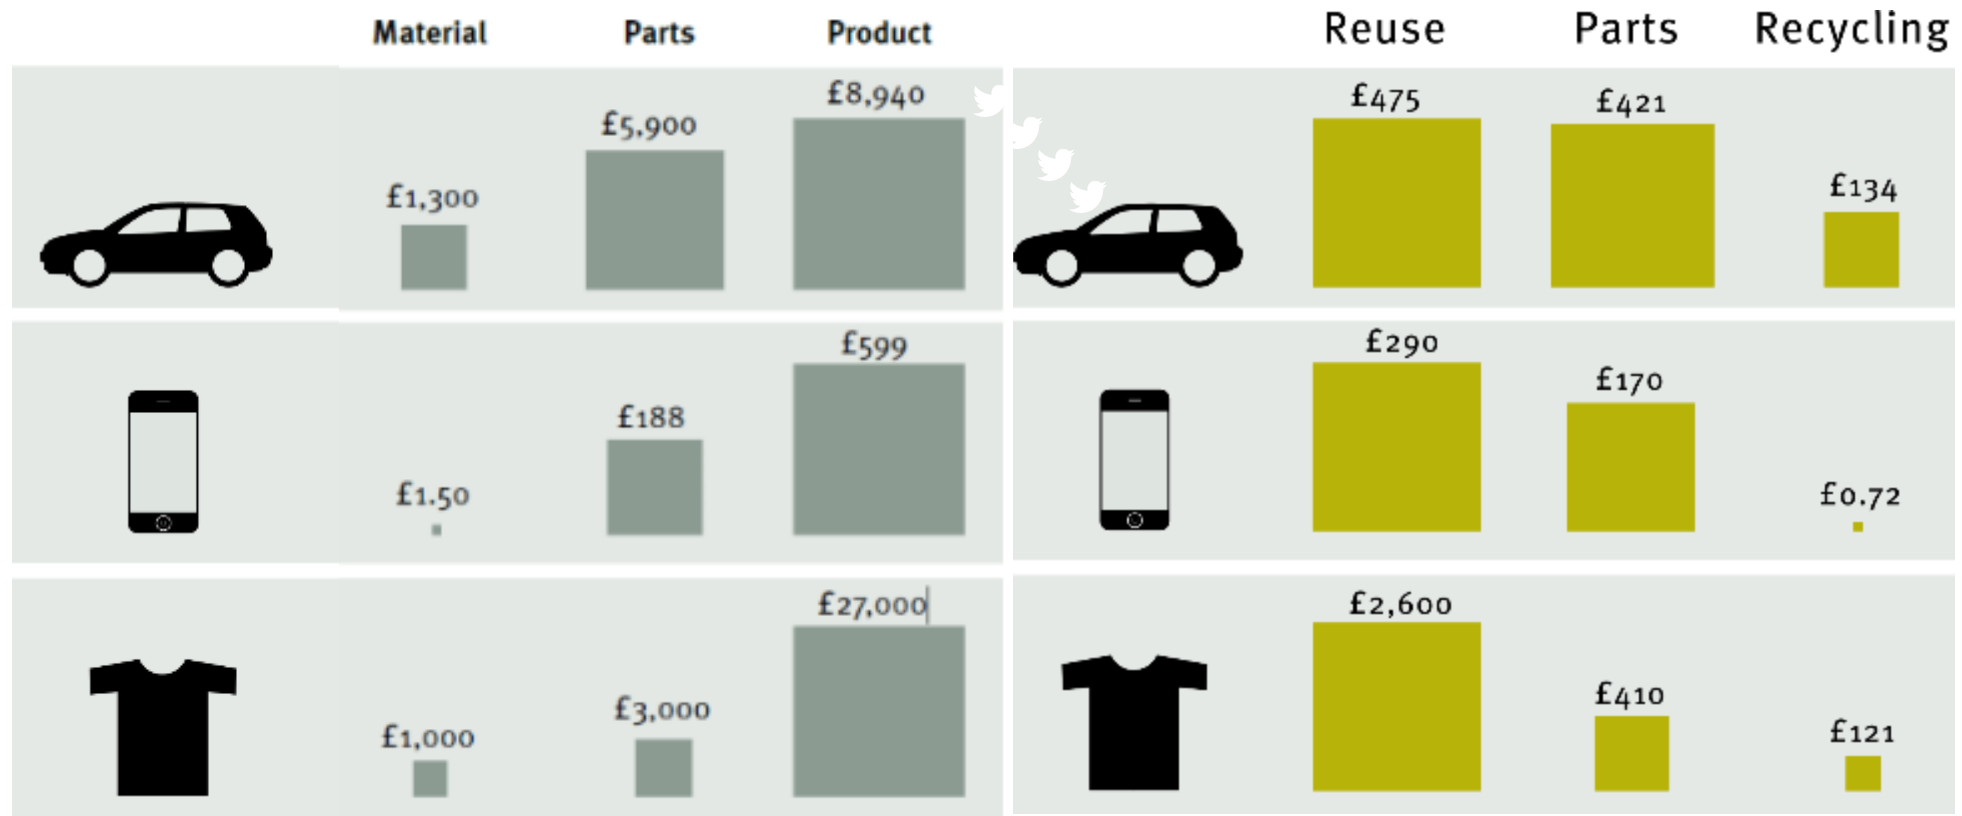 Material Parts Product
£1,300 £5,900 £8,940
£1.50 £188 £599
£1,000 £3,000 £27,000
Reuse Parts Recycling
£475 £421 £134
£290 £170 £0.72
£2,600 £410 £121